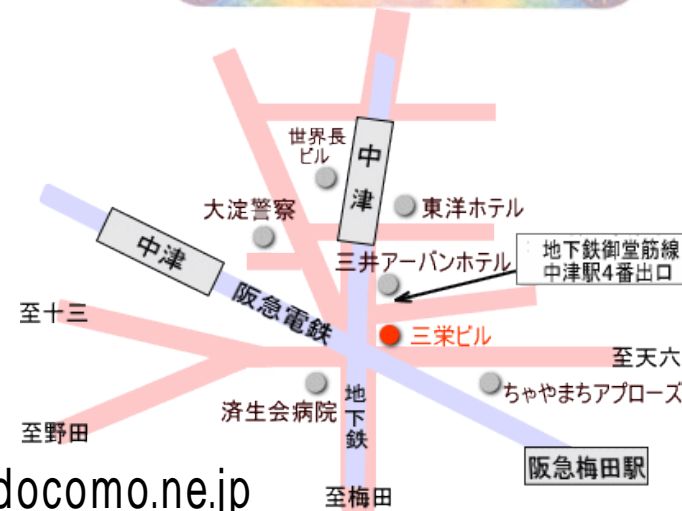 世界長
ビル
中津
大淀警察
東洋ホテル
中津
三井アーバンホテル
地下鉄御堂筋線
中津駅4番出口
阪急電鉄
至十三
三栄ビル
至天六
済生会病院
地下鉄
ちゃやまちアプローズ
至野田
阪急梅田駅
docomo.ne.jp
至梅田